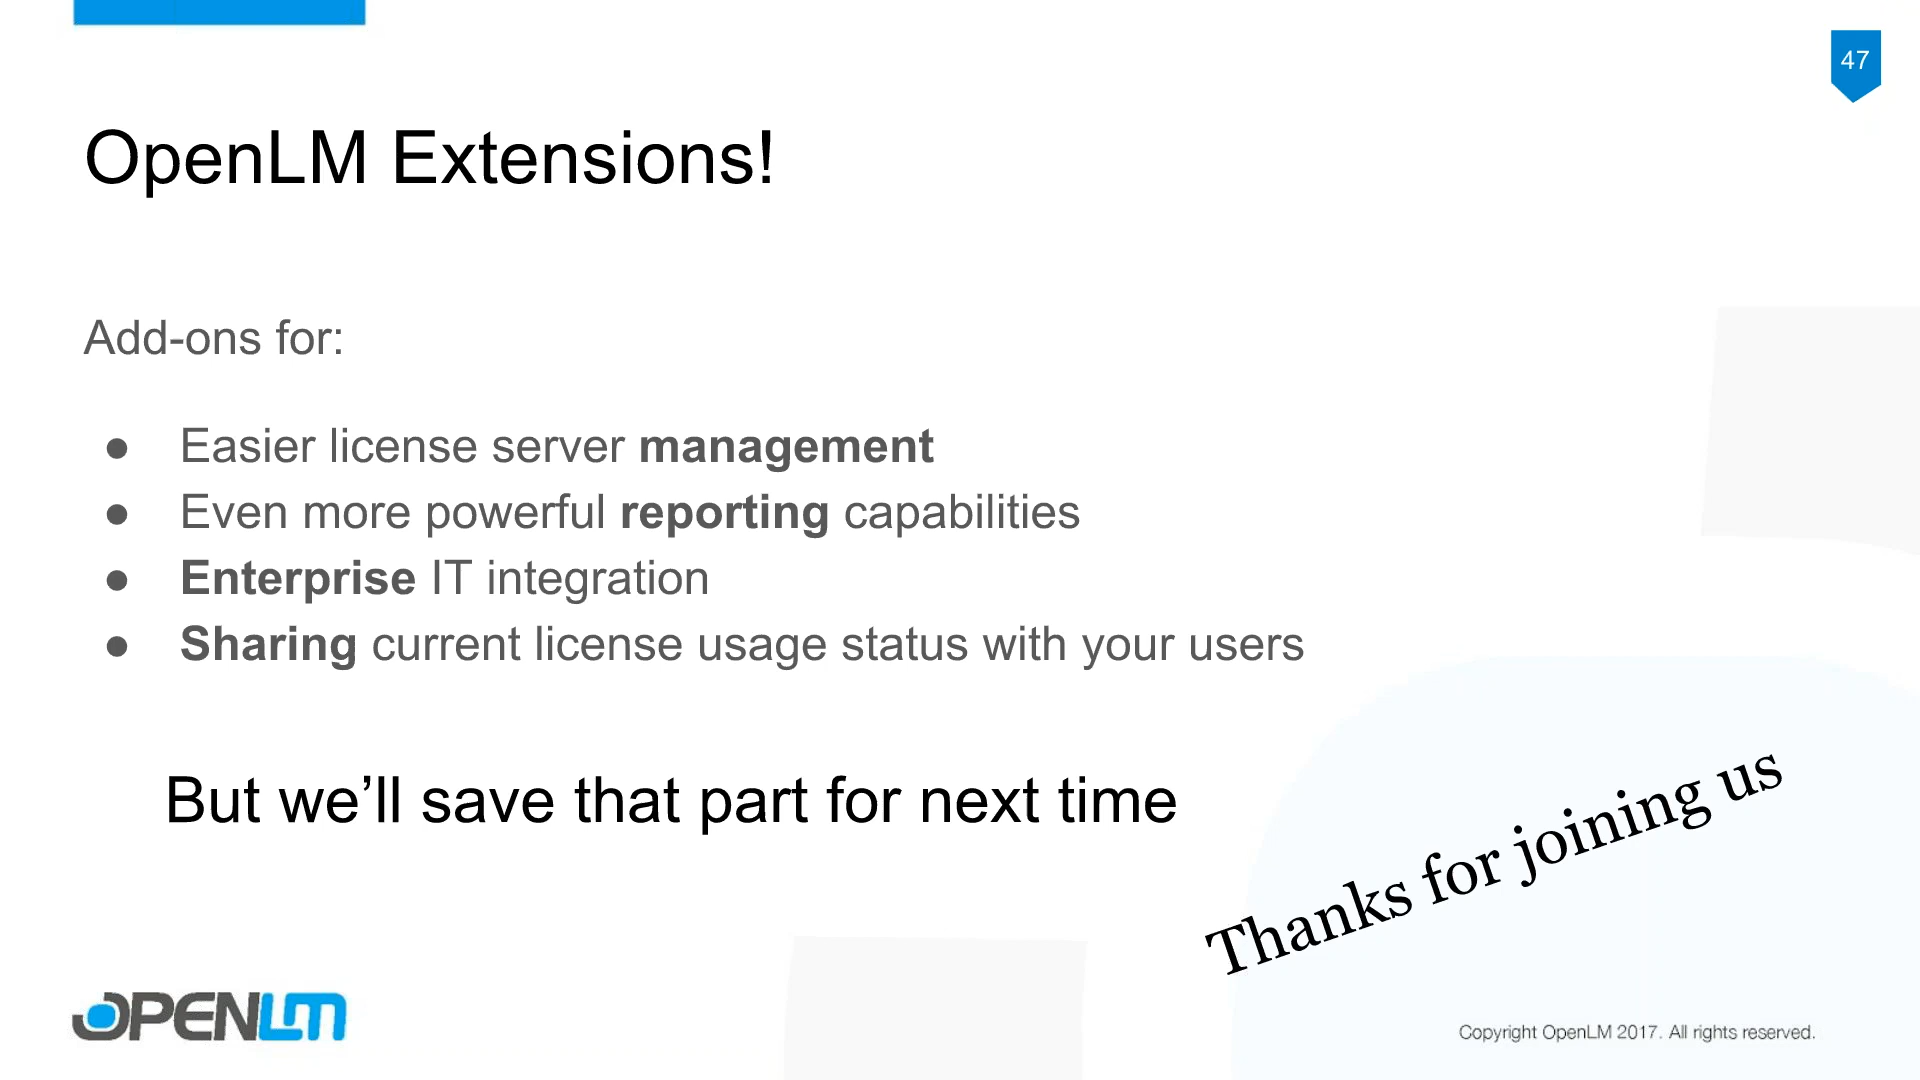 47
OpenLM Extensions!
Add-ons for:
● Easier license server management
● Even more powerful reporting capabilities
● Enterprise IT integration
● Sharing current license usage status with your users
But we’ll save that part for next time
Thanks for joining us
OPENLM
Copyright OpenLM 2017. All rights reserved.